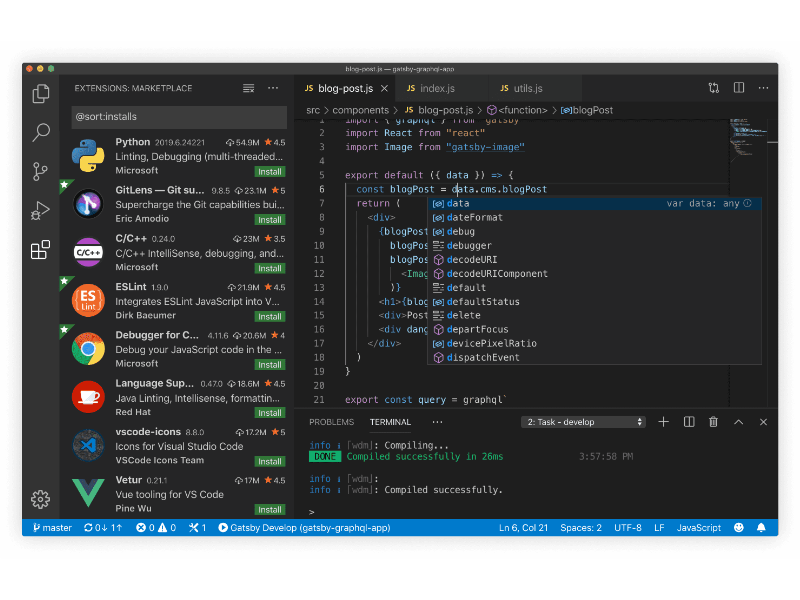 blog-post.js — gatsby-graphql-app
EXTENSIONS: MARKETPLACE
@sort:installs
Python 2019.6.24221 54.9M ★ 4.5
Linting, Debugging (multi-threaded...
Microsoft Install
GitLens — Git su... 9.8.5 23.1M ★ 5
Supercharge the Git capabilities bui...
Eric Amodio Install
C/C++ 0.24.0 23M ★ 3.5
C/C++ IntelliSense, debugging, and...
Microsoft Install
ESLint 1.9.0 21.9M ★ 4.5
Integrates ESLint JavaScript into V...
Dirk Baeumer Install
Debugger for C... 4.11.6 20.6M ★ 4
Debug your JavaScript code in the ...
Microsoft Install
Language Sup... 0.47.0 18.6M ★ 4.5
Java Linting, Intellisense, formattin...
Red Hat Install
vscode-icons 8.8.0 17.2M ★ 5
Icons for Visual Studio Code
VSCode Icons Team Install
Vetur 0.21.1 17M ★ 4.5
Vue tooling for VS Code
Pine Wu Install
C/C++
ES
Lint
JS blog-post.js JS index.js JS utils.js
src > components > JS blog-post.js > <function> > blogPost
1 import { graphql } from "gatsby"
2 import React from "react"
3 import Image from "gatsby-image"
4
5 export default ({ data }) => {
6 const blogPost = data.cms.blogPost
7 return (
8 <div>
9 {blogPos
10 blogPos
11 blogPos
12 <Imag
13 )}
14 <h1>{blog
15 <div>Post
16 <div dang
17 </div>
18 )
19 }
20
21 export const query = graphql`
data var data: any
dateFormat
debug
debugger
decodeURI
decodeURIComponent
default
defaultStatus
delete
departFocus
devicePixelRatio
dispatchEvent
PROBLEMS TERMINAL ... 2: Task - develop
info ｢wdm｣: Compiling...
DONE Compiled successfully in 26ms 3:57:58 PM
info ｢wdm｣:
info ｢wdm｣: Compiled successfully.
>
master 0↓ 1↑ 0 0 1 Gatsby Develop (gatsby-graphql-app) Ln 6, Col 21 Spaces: 2 UTF-8 LF JavaScript